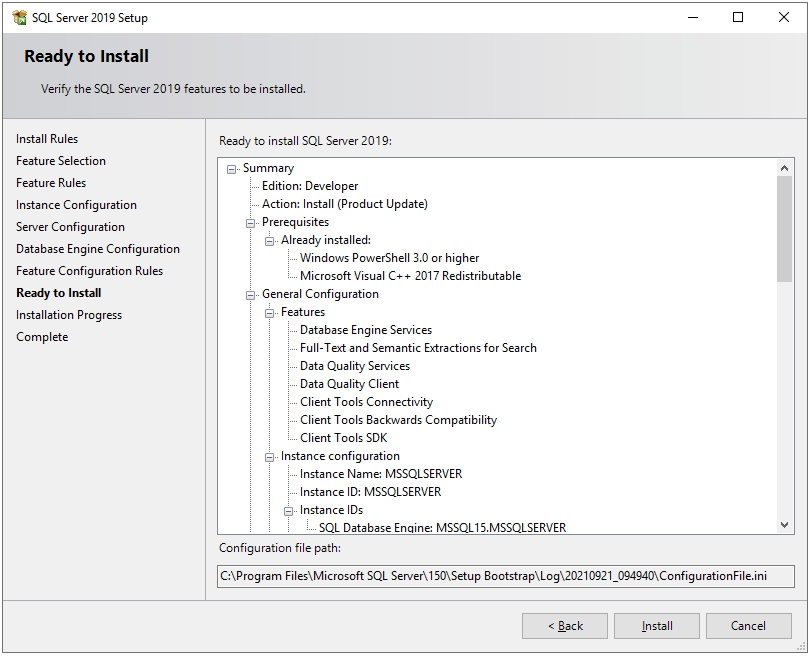 SQL Server 2019 Setup
Ready to Install
Verify the SQL Server 2019 features to be installed.
Install Rules
Feature Selection
Feature Rules
Instance Configuration
Server Configuration
Database Engine Configuration
Feature Configuration Rules
Ready to Install
Installation Progress
Complete
Ready to install SQL Server 2019:
Summary
Edition: Developer
Action: Install (Product Update)
Prerequisites
Already installed:
Windows PowerShell 3.0 or higher
Microsoft Visual C++ 2017 Redistributable
General Configuration
Features
Database Engine Services
Full-Text and Semantic Extractions for Search
Data Quality Services
Data Quality Client
Client Tools Connectivity
Client Tools Backwards Compatibility
Client Tools SDK
Instance configuration
Instance Name: MSSQLSERVER
Instance ID: MSSQLSERVER
Instance IDs
SQL Database Engine: MSSQL15.MSSQLSERVER
Configuration file path:
C:\Program Files\Microsoft SQL Server\150\Setup Bootstrap\Log\20210921_094940\ConfigurationFile.ini
< Back
Install
Cancel